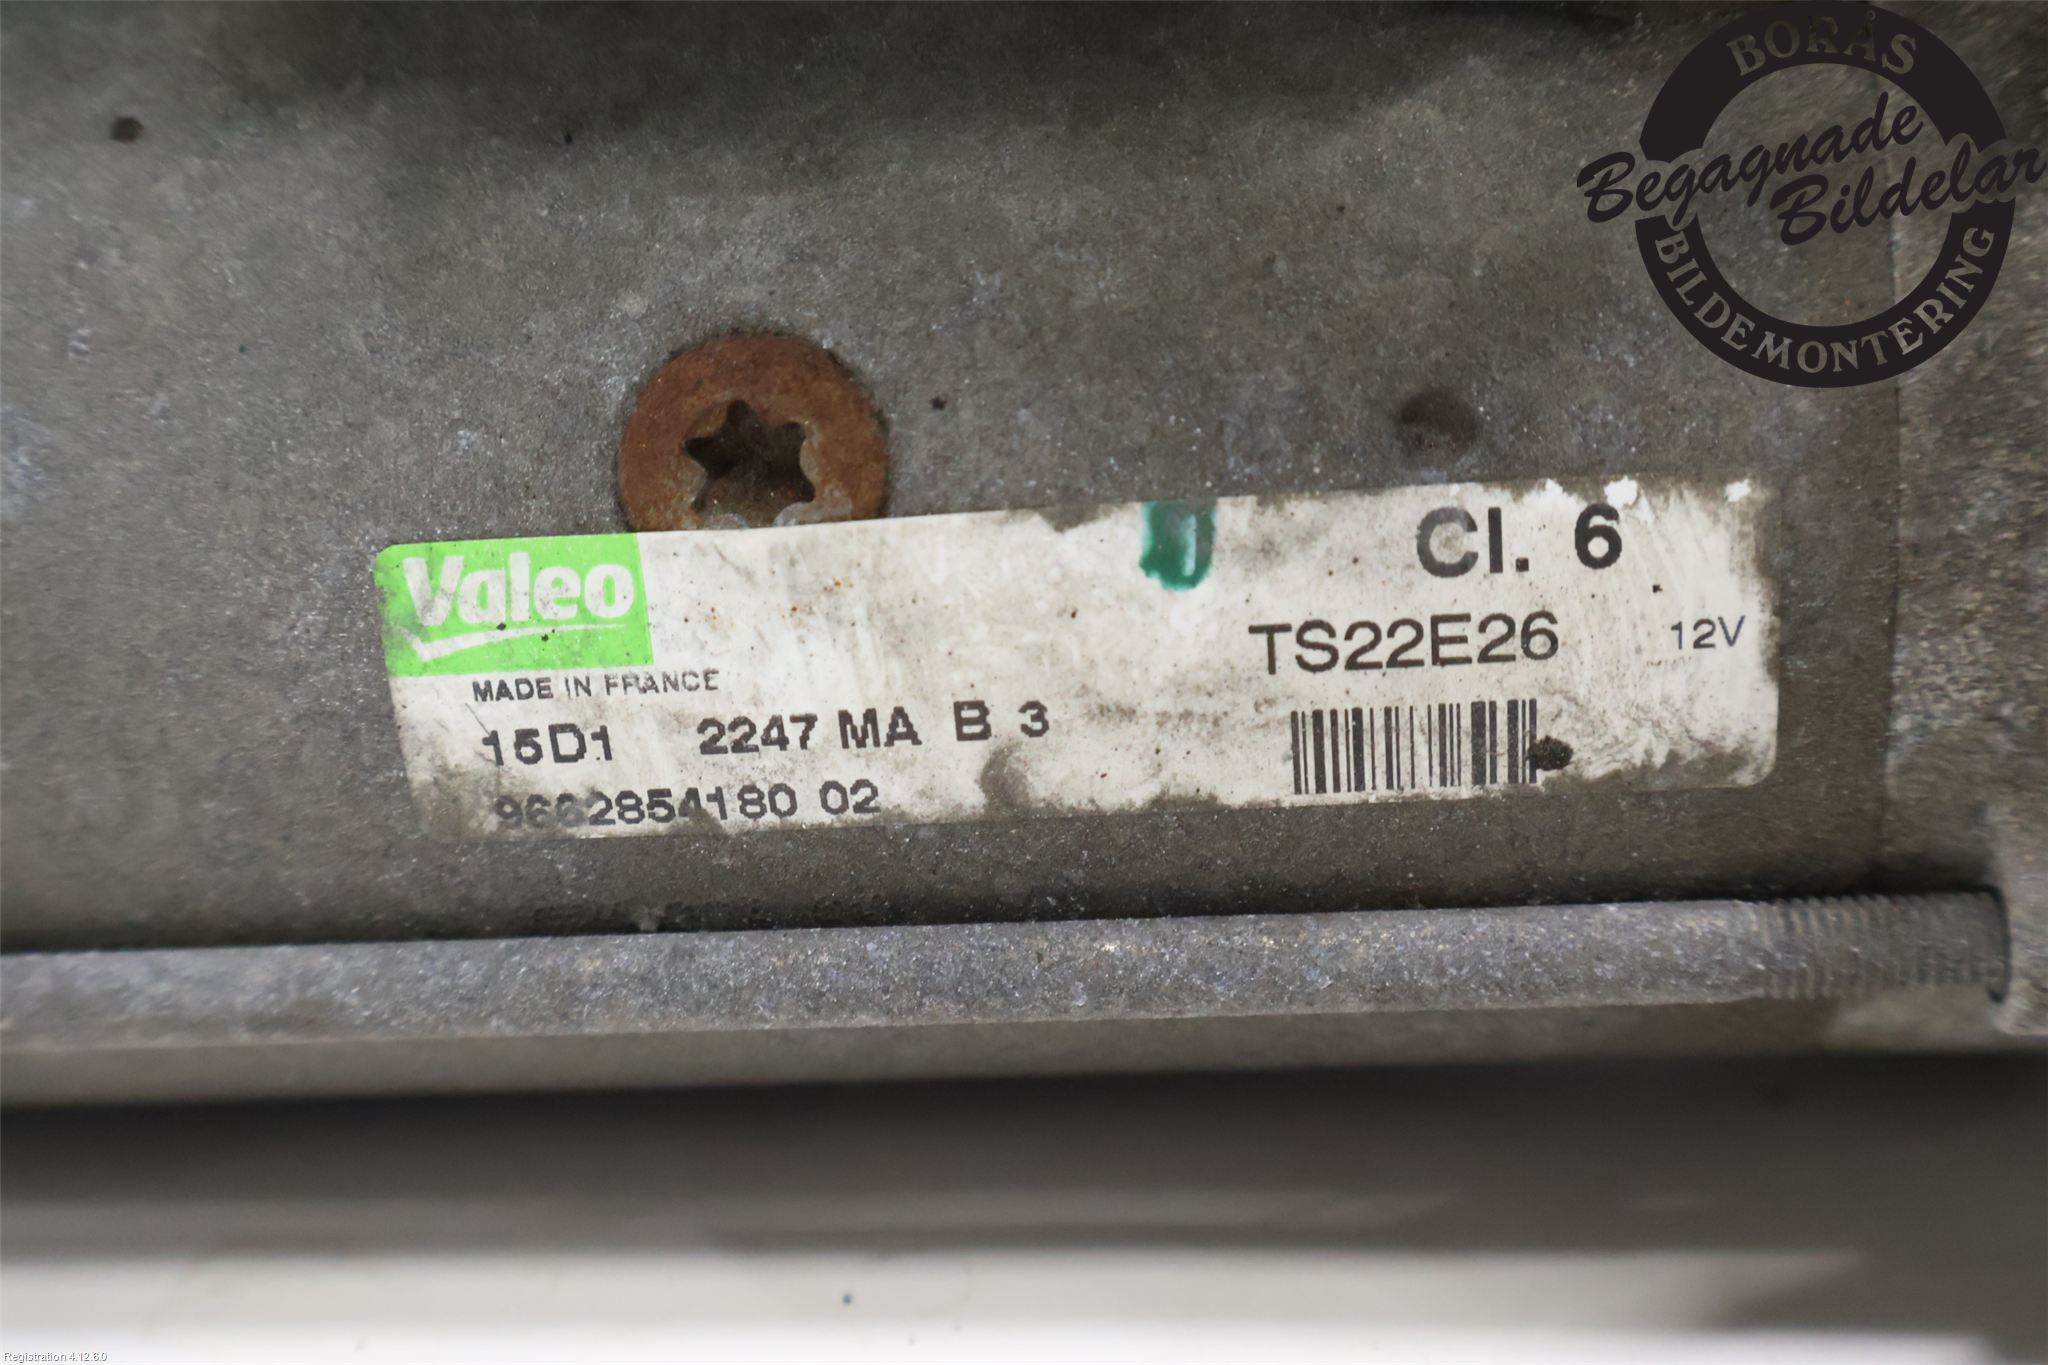 BORÅS
Begagnade
Bildelar
BILDEMONTERING
Valeo
Cl. 6
TS22E26 12V
MADE IN FRANCE
15D1 2247 MA B 3
9662854180 02
Registration 4.12.6.0